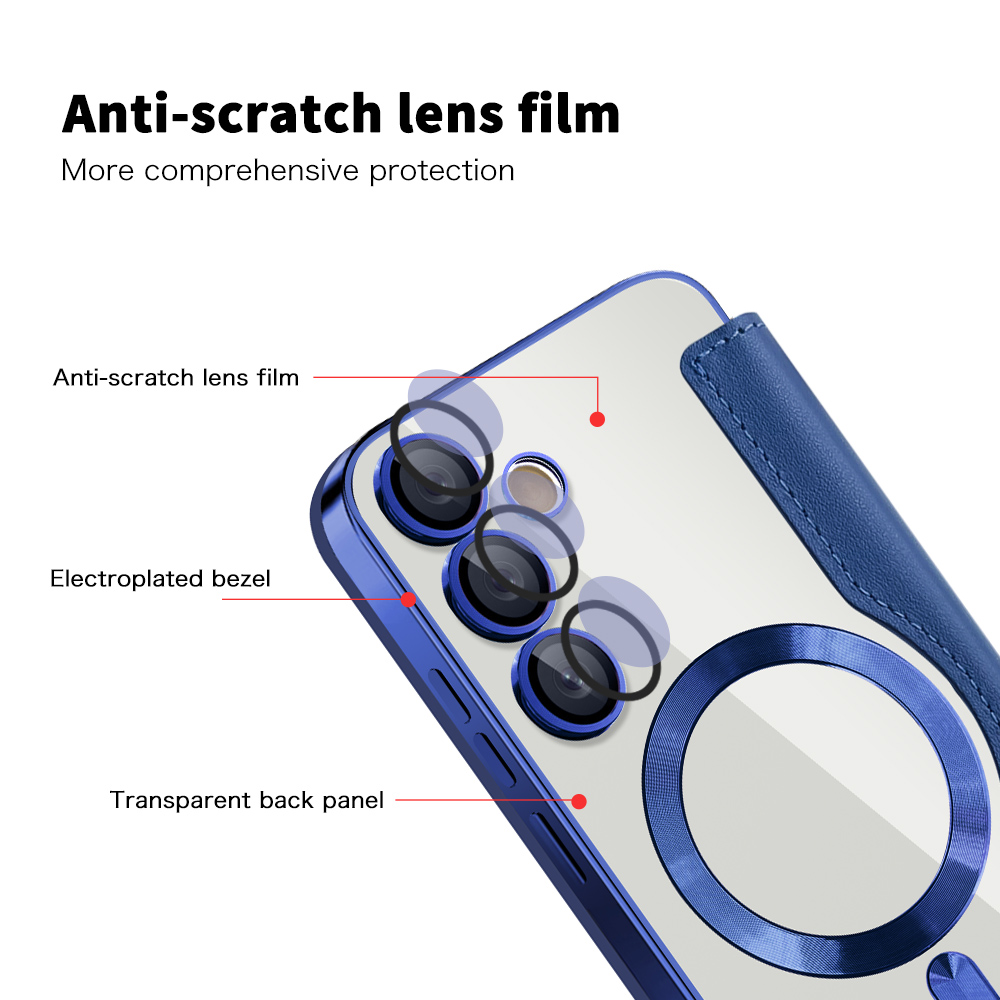 Anti-scratch lens film
More comprehensive protection
Anti-scratch lens film
Electroplated bezel
Transparent back panel